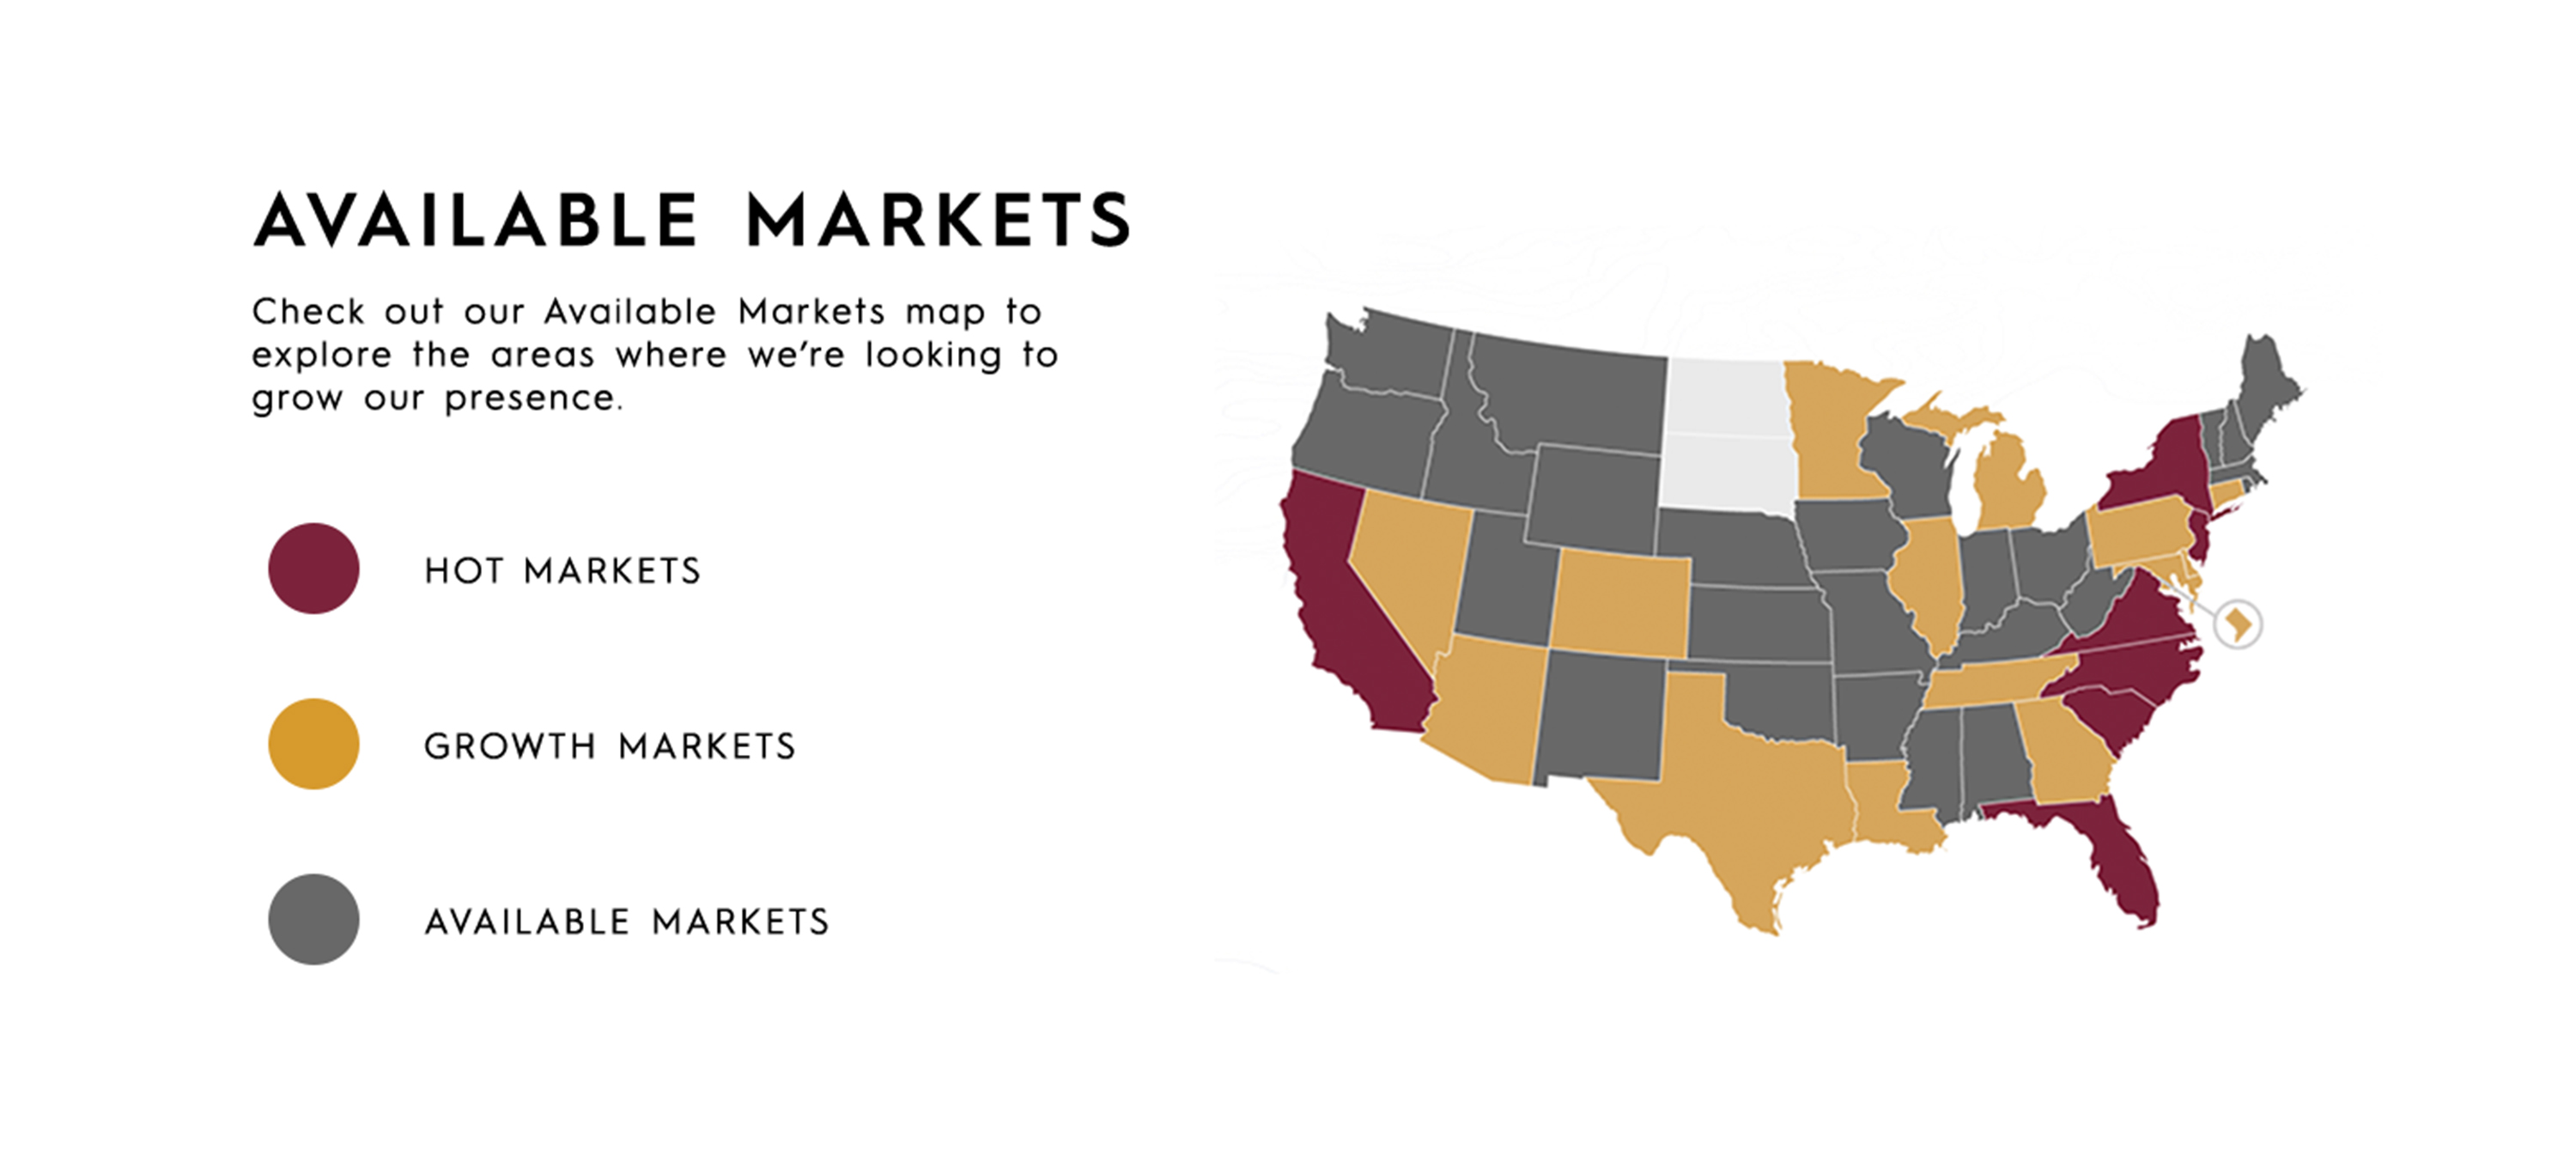 AVAILABLE MARKETS
Check out our Available Markets map to
explore the areas where we’re looking to
grow our presence.
HOT MARKETS
GROWTH MARKETS
AVAILABLE MARKETS